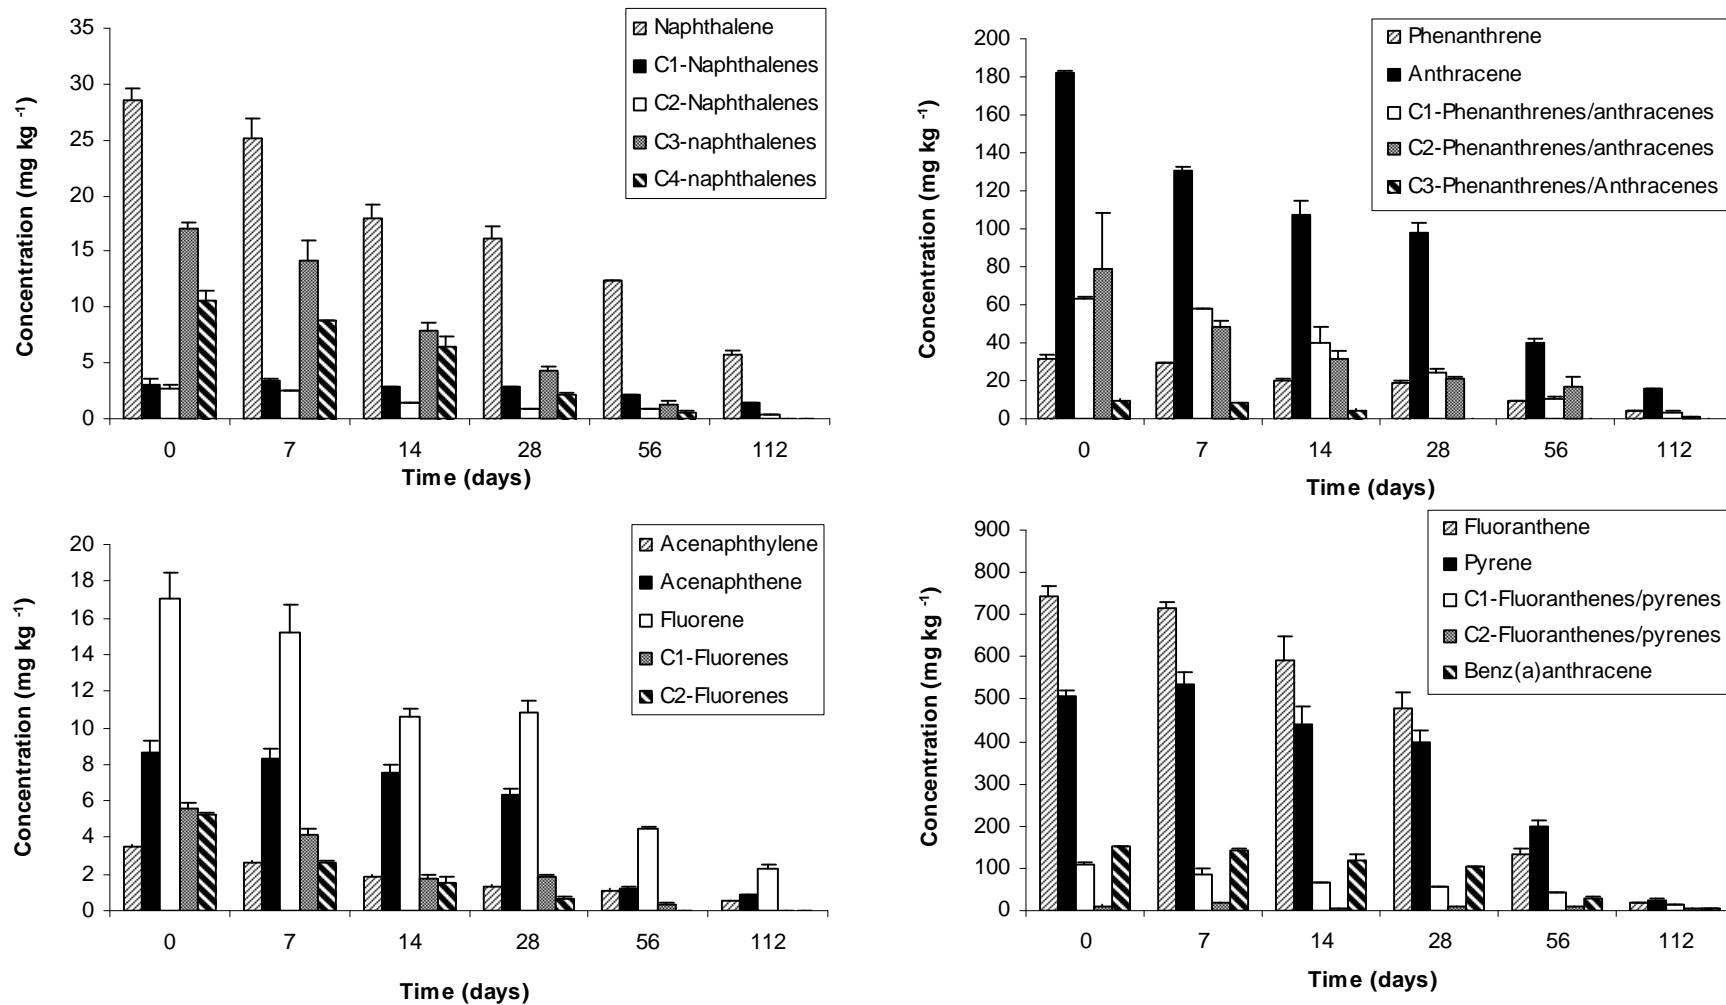 35
30
25
20
15
10
5
0
Concentration (mg kg -1)
0 7 14 28 56 112
Time (days)
Naphthalene
C1-Naphthalenes
C2-Naphthalenes
C3-naphthalenes
C4-naphthalenes
200
180
160
140
120
100
80
60
40
20
0
Concentration (mg kg -1)
0 7 14 28 56 112
Time (days)
Phenanthrene
Anthracene
C1-Phenanthrenes/anthracenes
C2-Phenanthrenes/anthracenes
C3-Phenanthrenes/Anthracenes
20
18
16
14
12
10
8
6
4
2
0
Concentration (mg kg -1)
0 7 14 28 56 112
Time (days)
Acenaphthylene
Acenaphthene
Fluorene
C1-Fluorenes
C2-Fluorenes
900
800
700
600
500
400
300
200
100
0
Concentration (mg kg -1)
0 7 14 28 56 112
Time (days)
Fluoranthene
Pyrene
C1-Fluoranthenes/pyrenes
C2-Fluoranthenes/pyrenes
Benz(a)anthracene